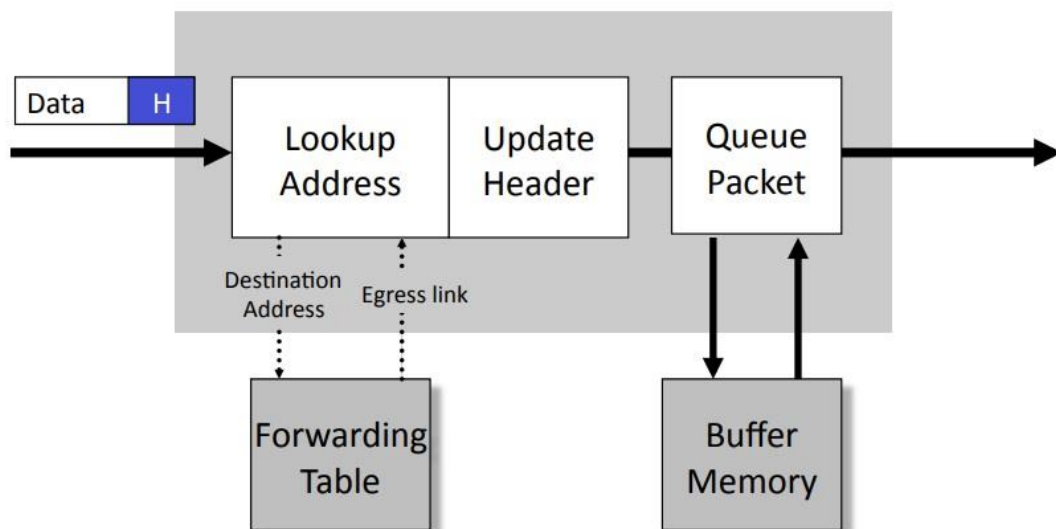 Data H
Lookup
Address
Update
Header
Queue
Packet
Destination
Address
Egress link
Forwarding
Table
Buffer
Memory